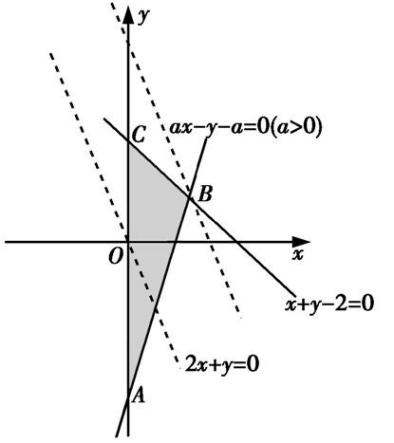 y
C
ax-y-a=0(a>0)
B
O
x
x+y-2=0
2x+y=0
A